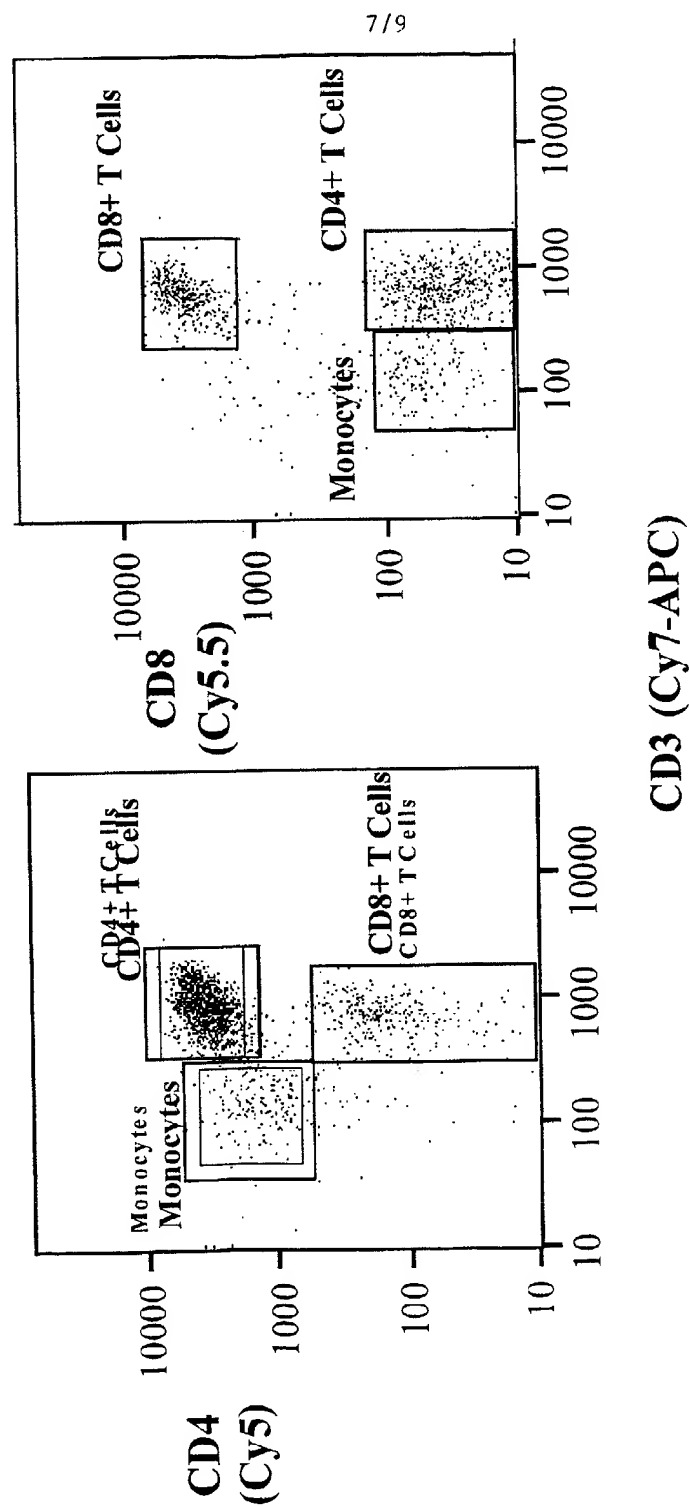 7/9
CD4
(Cy5)
10000
1000
100
10
Monocytes
Monocytes
CD4+ T Cells
CD4+ T Cells
CD8+ T Cells
CD8+ T Cells
10
100
1000
10000
CD8
(Cy5.5)
10000
1000
100
10
CD8+ T Cells
Monocytes
CD4+ T Cells
10
100
1000
10000
CD3 (Cy7-APC)